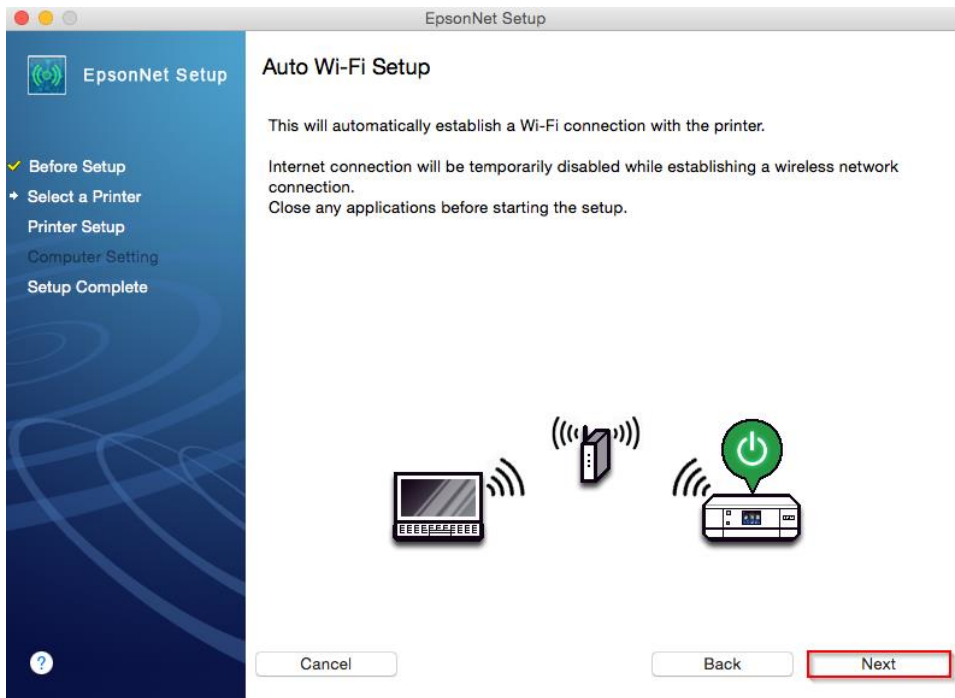 EpsonNet Setup
EpsonNet Setup
Auto Wi-Fi Setup
This will automatically establish a Wi-Fi connection with the printer.
Internet connection will be temporarily disabled while establishing a wireless network
connection.
Close any applications before starting the setup.
Before Setup
Select a Printer
Printer Setup
Computer Setting
Setup Complete
?
Cancel
Back
Next